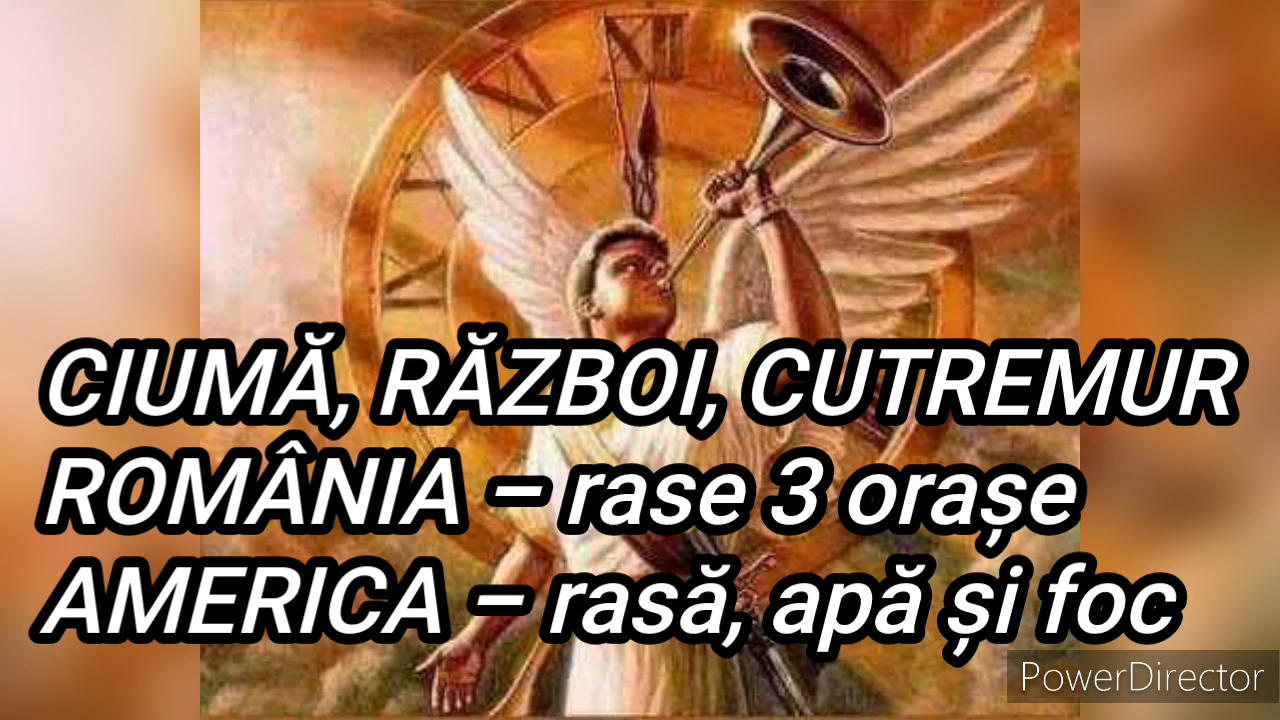 CIUMĂ, RĂZBOI, CUTREMUR
ROMÂNIA – rase 3 orașe
AMERICA – rasă, apă și foc
PowerDirector